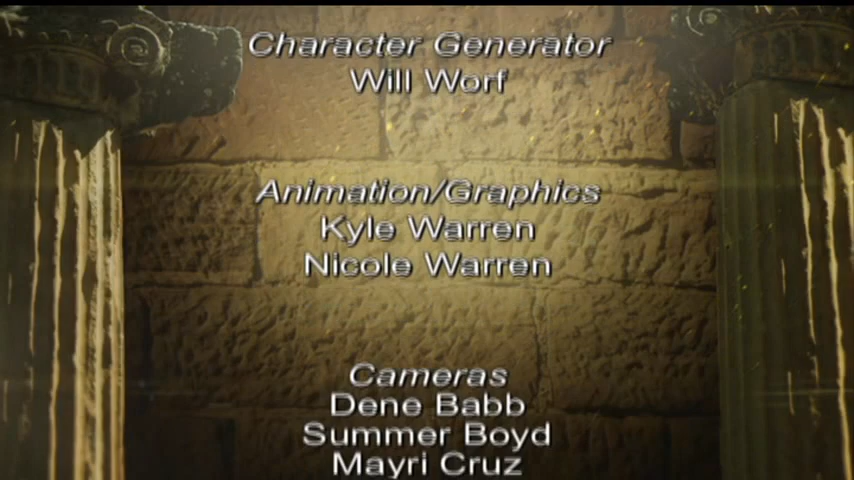 Character Generator
Will Worf
Animation/Graphics
Kyle Warren
Nicole Warren
Cameras
Dene Babb
Summer Boyd
Mayri Cruz